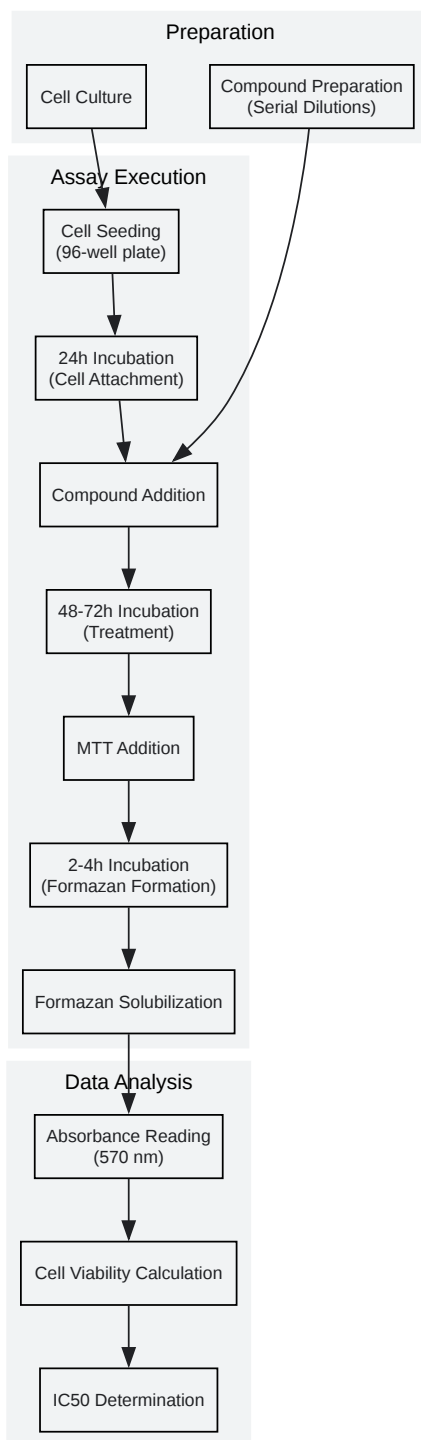 Preparation
Cell Culture
Compound Preparation
(Serial Dilutions)
Assay Execution
Cell Seeding
(96-well plate)
24h Incubation
(Cell Attachment)
Compound Addition
48-72h Incubation
(Treatment)
MTT Addition
2-4h Incubation
(Formazan Formation)
Formazan Solubilization
Data Analysis
Absorbance Reading
(570 nm)
Cell Viability Calculation
IC50 Determination